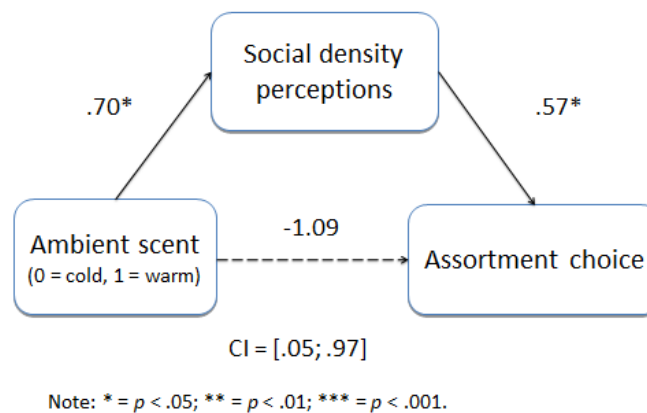 Social density
perceptions
.70*
.57*
Ambient scent
(0 = cold, 1 = warm)
-1.09
Assortment choice
CI = [.05; .97]
Note: * = p < .05; ** = p < .01; *** = p < .001.